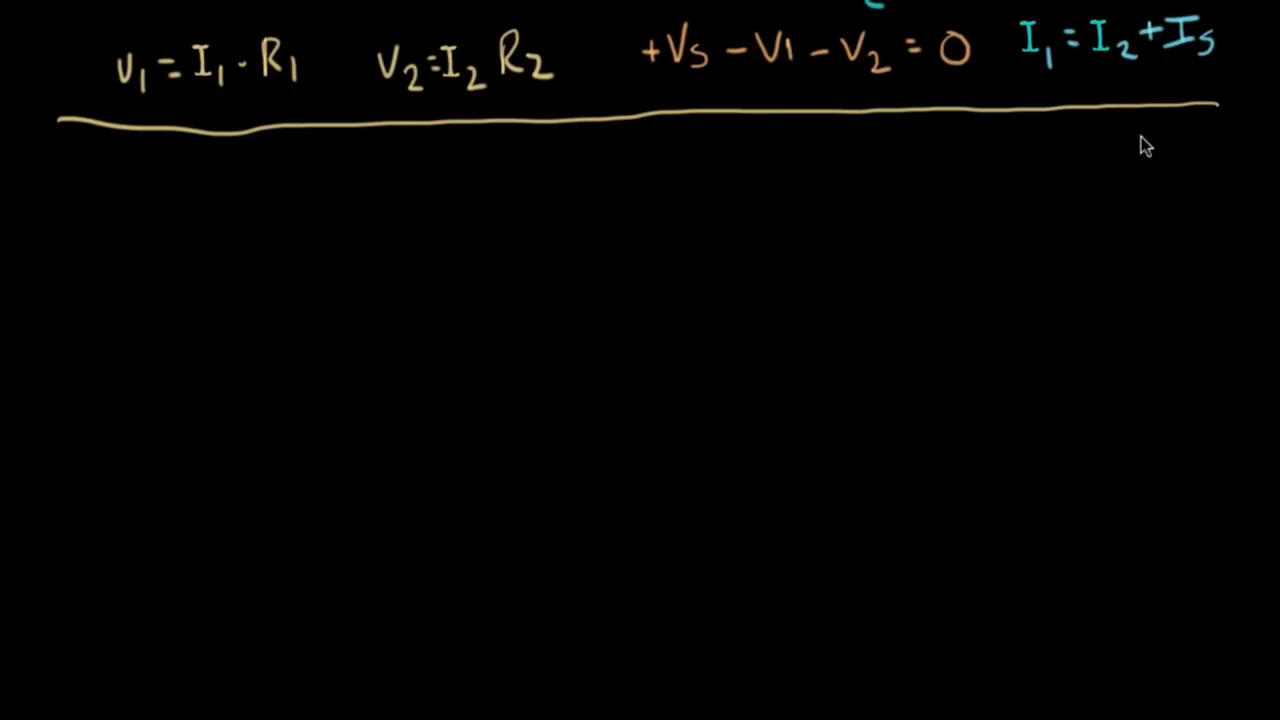 v₁ = I₁ · R₁   V₂ = I₂ R₂   +Vs − V1 − V₂ = 0   I₁ = I₂ + Is